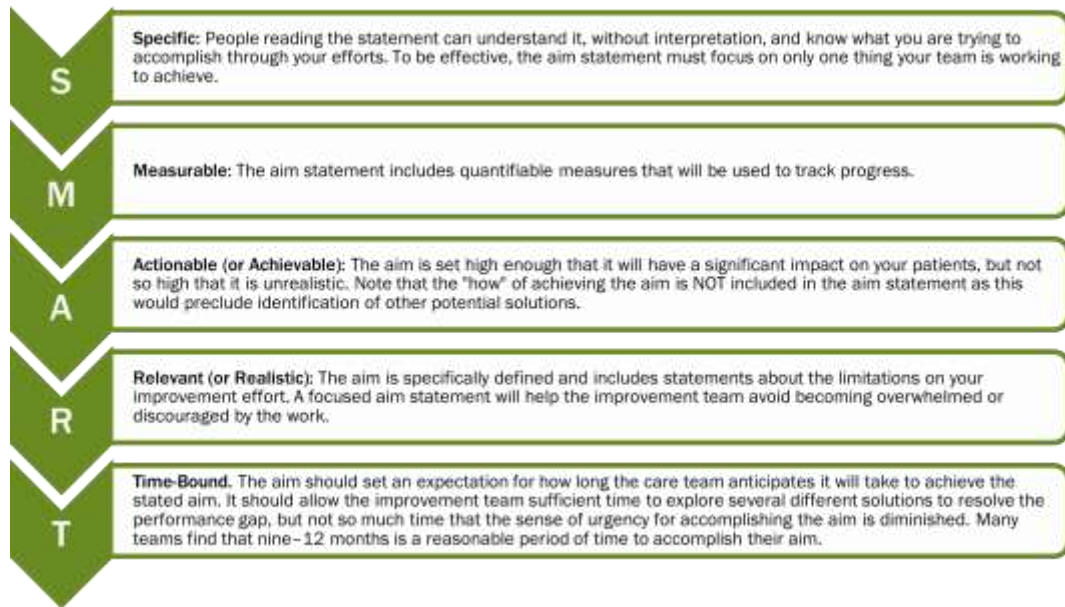 S
Specific: People reading the statement can understand it, without interpretation, and know what you are trying to
accomplish through your efforts. To be effective, the aim statement must focus on only one thing your team is working
to achieve.
M
Measurable: The aim statement includes quantifiable measures that will be used to track progress.
A
Actionable (or Achievable): The aim is set high enough that it will have a significant impact on your patients, but not
so high that it is unrealistic. Note that the "how" of achieving the aim is NOT included in the aim statement as this
would preclude identification of other potential solutions.
R
Relevant (or Realistic): The aim is specifically defined and includes statements about the limitations on your
improvement effort. A focused aim statement will help the improvement team avoid becoming overwhelmed or
discouraged by the work.
T
Time-Bound. The aim should set an expectation for how long the care team anticipates it will take to achieve the
stated aim. It should allow the improvement team sufficient time to explore several different solutions to resolve the
performance gap, but not so much time that the sense of urgency for accomplishing the aim is diminished. Many
teams find that nine–12 months is a reasonable period of time to accomplish their aim.